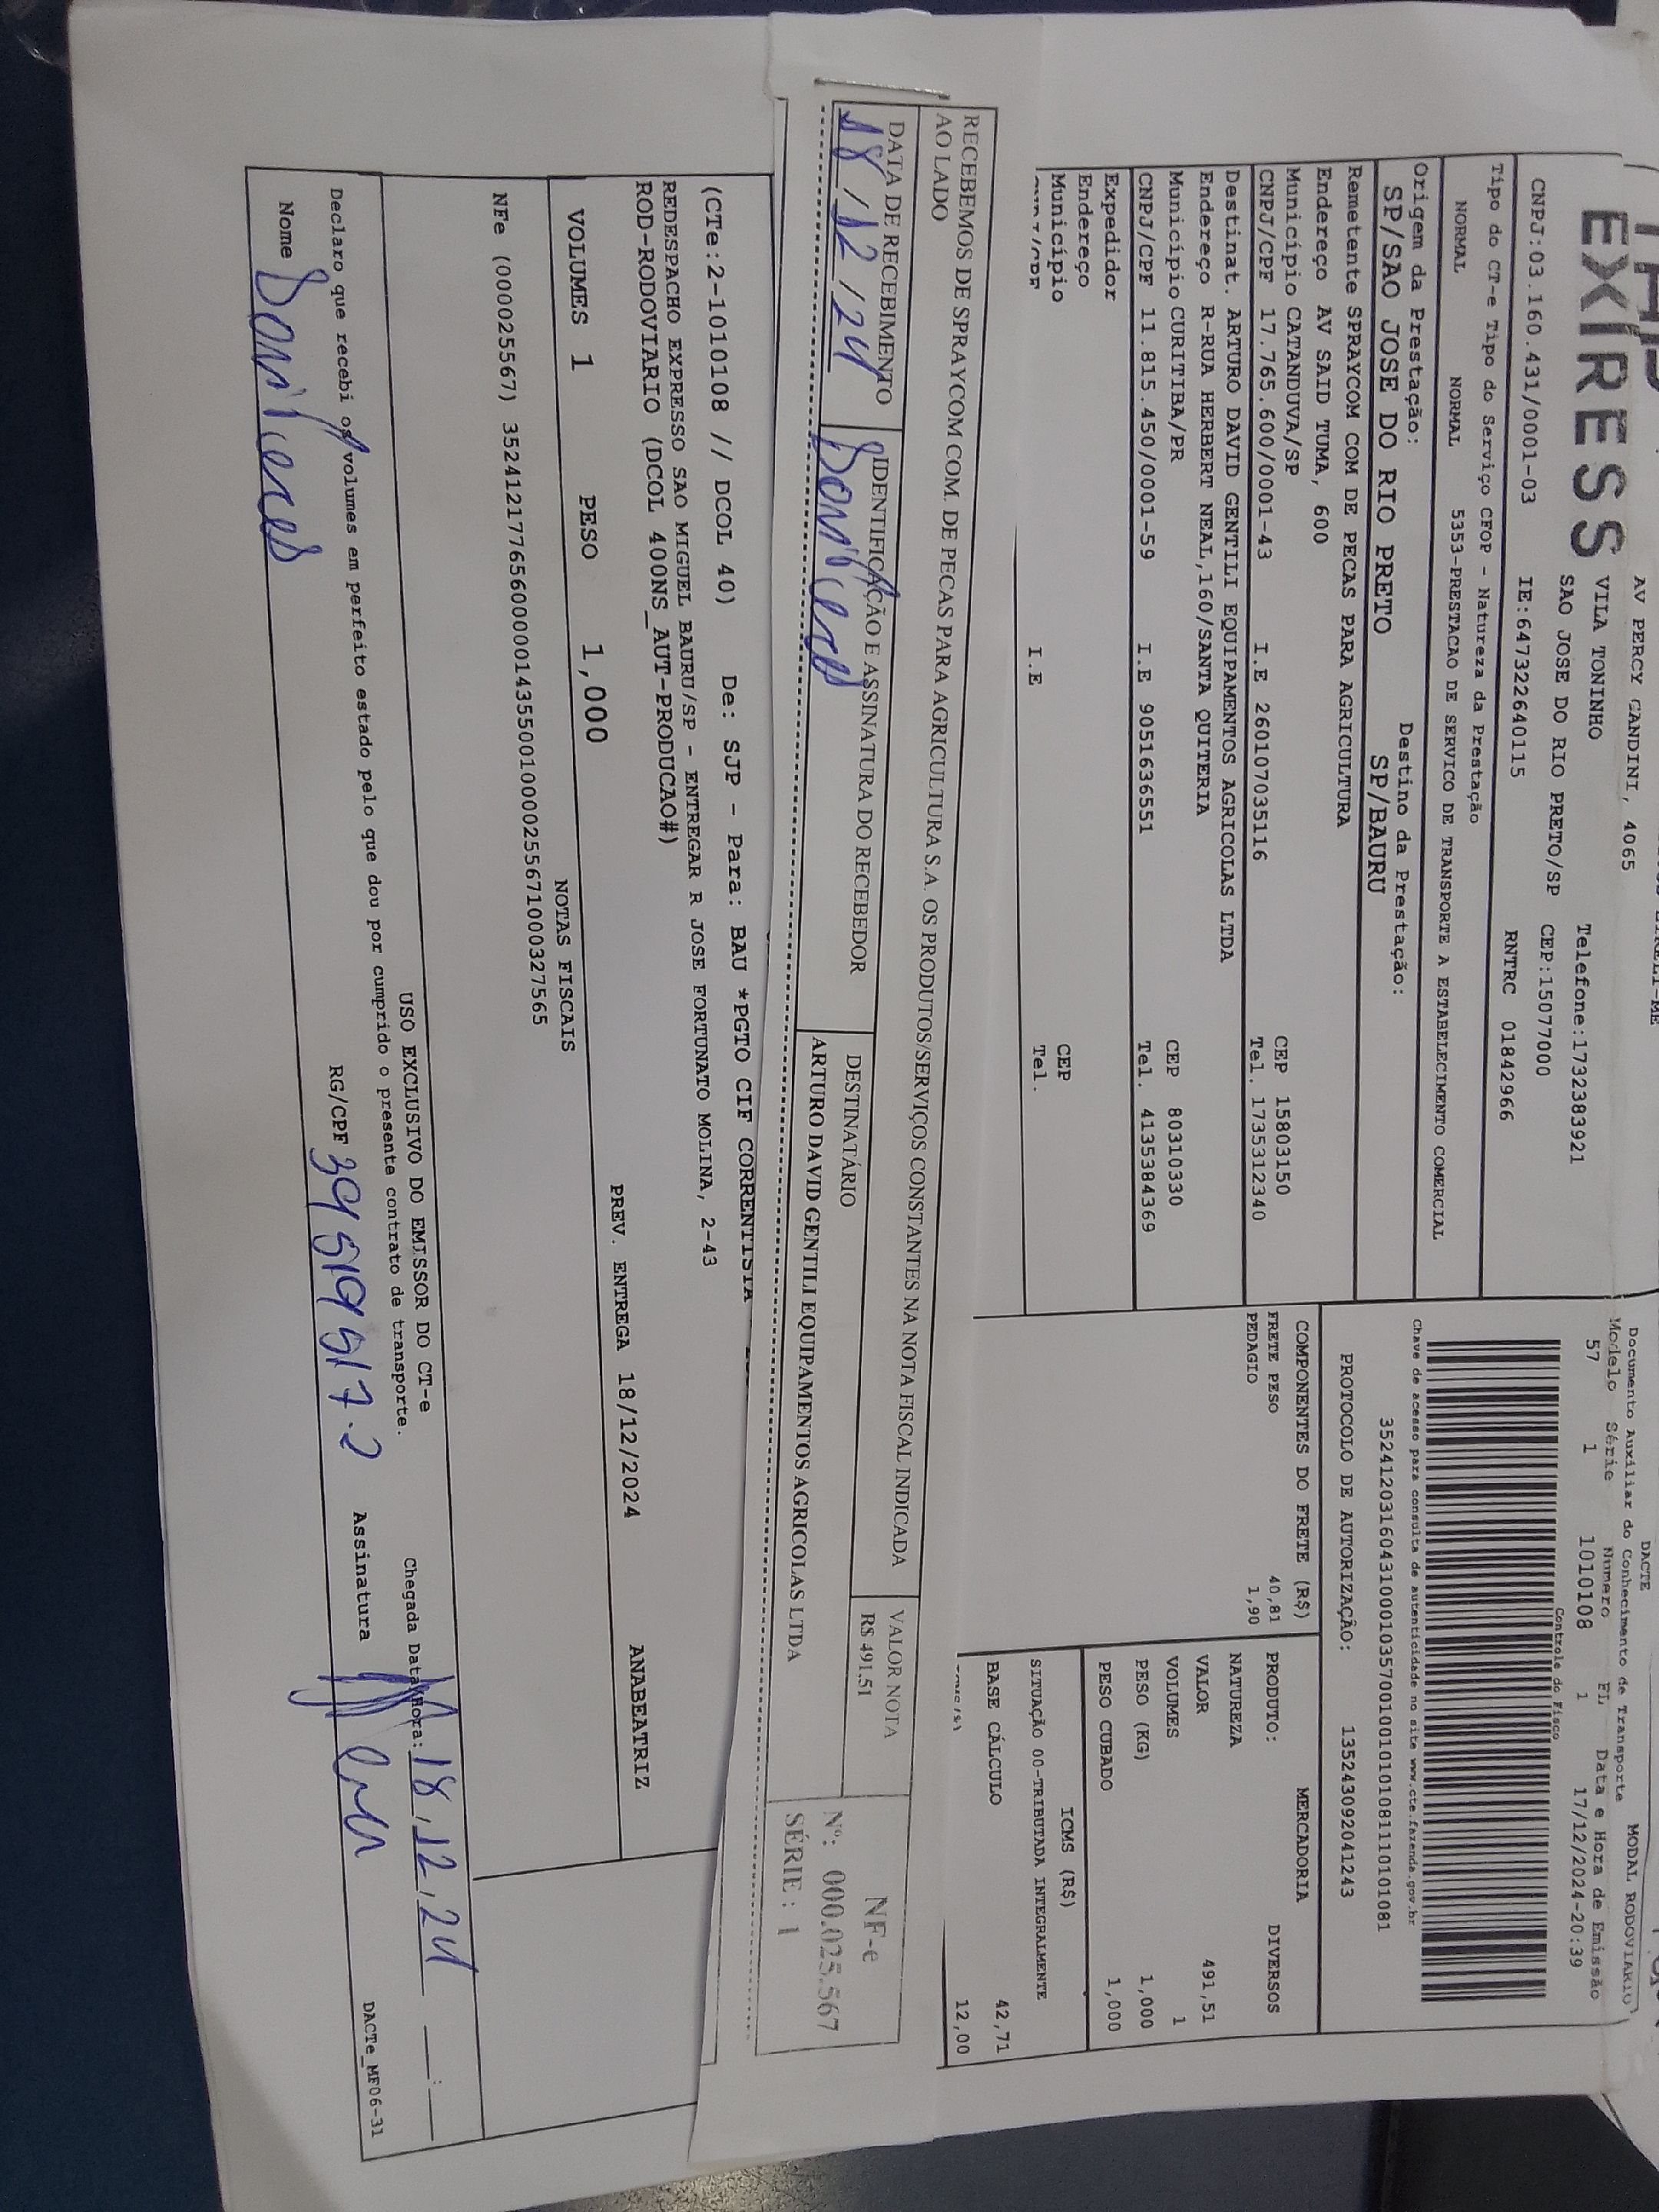 EXPRESS
AV PERCY GANDINI, 4065
VILA TONINHO
Telefone:1732383921
SAO JOSE DO RIO PRETO/SP CEP:15077000
CNPJ:03.160.431/0001-03 IE:647322640115 RNTRC 01842966
Tipo do CT-e Tipo do Serviço CFOP - Natureza da Prestação
NORMAL NORMAL 5353-PRESTACAO DE SERVICO DE TRANSPORTE A ESTABELECIMENTO COMERCIAL
Origem da Prestação: Destino da Prestação:
SP/SAO JOSE DO RIO PRETO SP/BAURU
Remetente SPRAYCOM COM DE PECAS PARA AGRICULTURA
Endereço AV SAID TUMA, 600
Município CATANDUVA/SP CEP 15803150
CNPJ/CPF 17.765.600/0001-43 I.E 260107035116 Tel. 1735312340
Destinat. ARTURO DAVID GENTILI EQUIPAMENTOS AGRICOLAS LTDA
Endereço R-RUA HERBERT NEAL,160/SANTA QUITERIA
Município CURITIBA/PR CEP 80310330
CNPJ/CPF 11.815.450/0001-59 I.E 9051636551 Tel. 4135384369
Expedidor
Endereço
Município CEP
I.E Tel.
DACTE MODAL RODOVIARIO
Documento Auxiliar do Conhecimento de Transporte
Modelo Série Numero FL Data e Hora de Emissão
57 1 1010108 1 17/12/2024-20:39
Controle do Fisco
Chave de acesso para consulta de autenticidade no site www.cte.fazenda.gov.br
35241203160431000103570010010101081110101081
PROTOCOLO DE AUTORIZAÇÃO: 135243092041243
COMPONENTES DO FRETE (R$)
FRETE PESO 40,81
PEDAGIO 1,90
MERCADORIA
PRODUTO: DIVERSOS
NATUREZA
VALOR 491,51
VOLUMES 1
PESO (KG) 1,000
PESO CUBADO 1,000
ICMS (R$)
SITUAÇÃO 00-TRIBUTADA INTEGRALMENTE
BASE CÁLCULO 42,71
12,00
RECEBEMOS DE SPRAYCOM COM. DE PECAS PARA AGRICULTURA S.A. OS PRODUTOS/SERVIÇOS CONSTANTES NA NOTA FISCAL INDICADA
AO LADO
DATA DE RECEBIMENTO IDENTIFICAÇÃO E ASSINATURA DO RECEBEDOR DESTINATÁRIO VALOR NOTA
18/12/24 ARTURO DAVID GENTILI EQUIPAMENTOS AGRICOLAS LTDA R$ 491,51
NF-e
Nº: 000.025.567
SÉRIE : 1
(CTe:2-1010108 // DCOL 40) De: SJP - Para: BAU *PGTO CIF CORRENTISTA
REDESPACHO EXPRESSO SAO MIGUEL BAURU/SP - ENTREGAR R JOSE FORTUNATO MOLINA, 2-43
ROD-RODOVIARIO (DCOL 400NS_AUT-PRODUCAO#)
VOLUMES 1 PESO 1,000 PREV. ENTREGA 18/12/2024 ANABEATRIZ
NOTAS FISCAIS
NFe (000025567) 35241217765600000143550010000255671000327565
USO EXCLUSIVO DO EMISSOR DO CT-e
Declaro que recebi os volumes em perfeito estado pelo que dou por cumprido o presente contrato de transporte.
Chegada Data/Hora: 18,12,24
Nome RG/CPF 39519517-2 Assinatura
DACTe_MF06-31